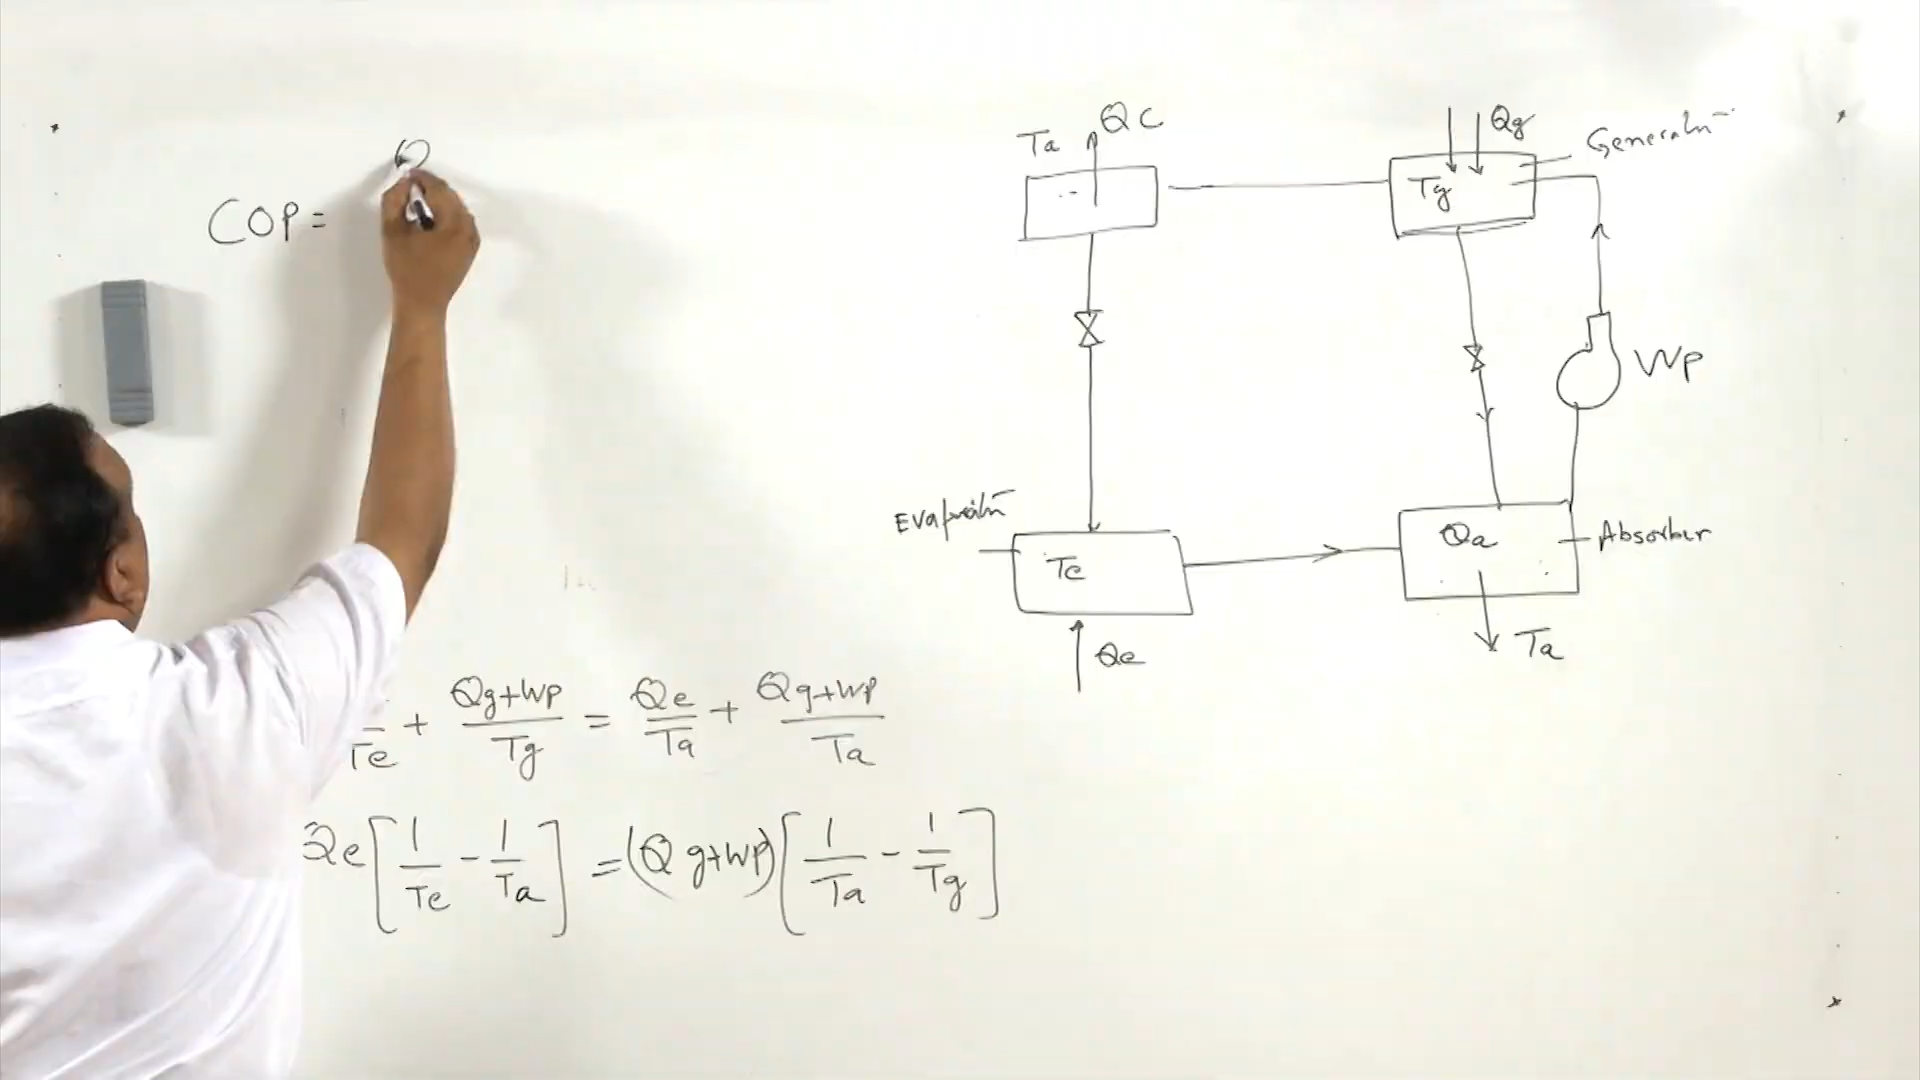 COP = Q
Ta QC
Qg
Generator
Tg
Wp
Evaporator
Te
Qe
Qa
Absorber
Ta
Te + Qg+Wp/Tg = Qe/Ta + Qg+Wp/Ta
Qe[1/Te - 1/Ta] = (Qg+Wp)[1/Ta - 1/Tg]